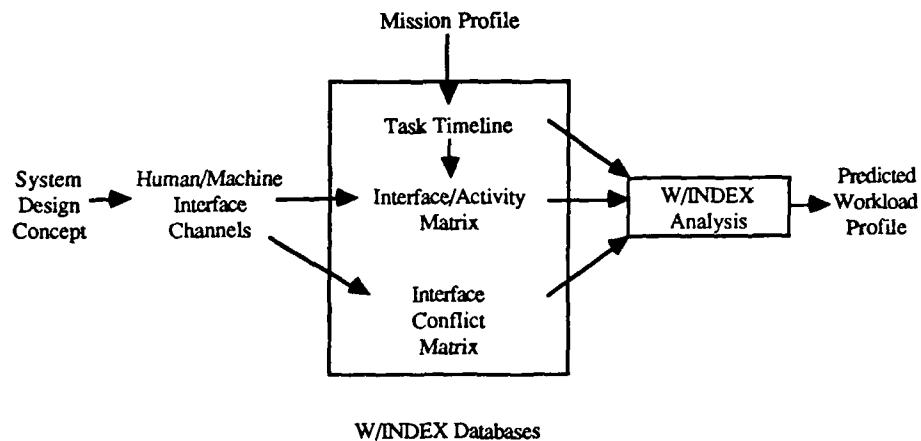 Mission Profile
Task Timeline
System
Design
Concept
Human/Machine
Interface
Channels
Interface/Activity
Matrix
Interface
Conflict
Matrix
W/INDEX
Analysis
Predicted
Workload
Profile
W/INDEX Databases